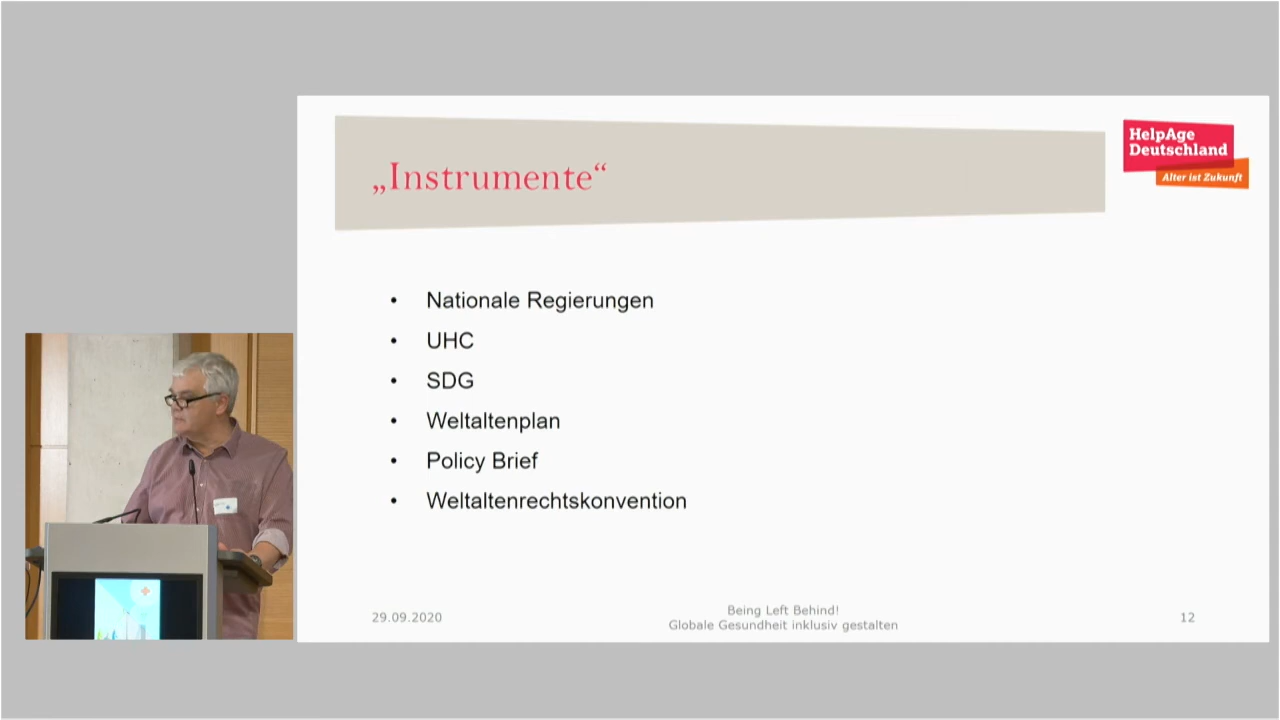 „Instrumente“
HelpAge
Deutschland
Alter ist Zukunft
• Nationale Regierungen
• UHC
• SDG
• Weltaltenplan
• Policy Brief
• Weltaltenrechtskonvention
29.09.2020
Being Left Behind!
Globale Gesundheit inklusiv gestalten
12